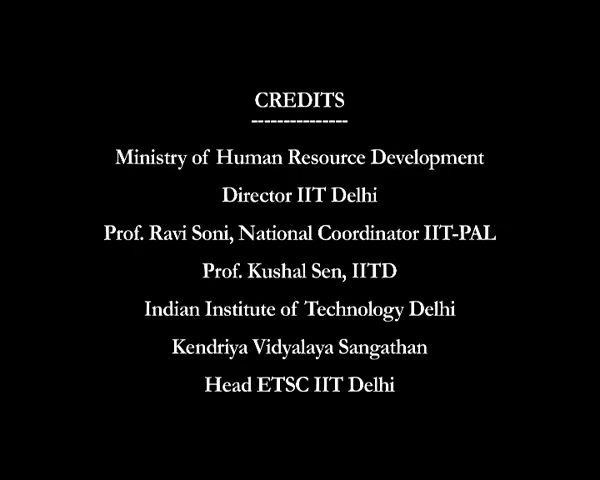 CREDITS
---------------
Ministry of Human Resource Development
Director IIT Delhi
Prof. Ravi Soni, National Coordinator IIT-PAL
Prof. Kushal Sen, IITD
Indian Institute of Technology Delhi
Kendriya Vidyalaya Sangathan
Head ETSC IIT Delhi